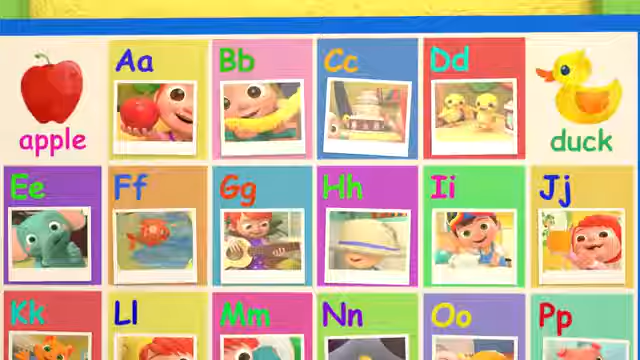 Aa Bb Cc Dd
apple duck
Ee Ff Gg Hh Ii Jj
Kk Ll Mm Nn Oo Pp